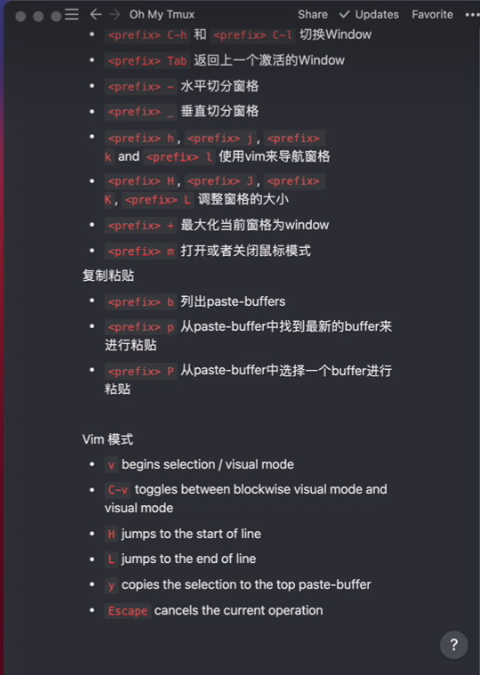 Oh My Tmux
Share
Updates
Favorite
<prefix> C-h 和 <prefix> C-l 切换Window
<prefix> Tab 返回上一个激活的Window
<prefix> - 水平切分窗格
<prefix> _ 垂直切分窗格
<prefix> h, <prefix> j, <prefix>
k and <prefix> l 使用vim来导航窗格
<prefix> H, <prefix> J, <prefix>
K, <prefix> L 调整窗格的大小
<prefix> + 最大化当前窗格为window
<prefix> m 打开或者关闭鼠标模式
复制粘贴
<prefix> b 列出paste-buffers
<prefix> p 从paste-buffer中找到最新的buffer来
进行粘贴
<prefix> P 从paste-buffer中选择一个buffer进行
粘贴
Vim 模式
v begins selection / visual mode
C-v toggles between blockwise visual mode and
visual mode
H jumps to the start of line
L jumps to the end of line
y copies the selection to the top paste-buffer
Escape cancels the current operation
?